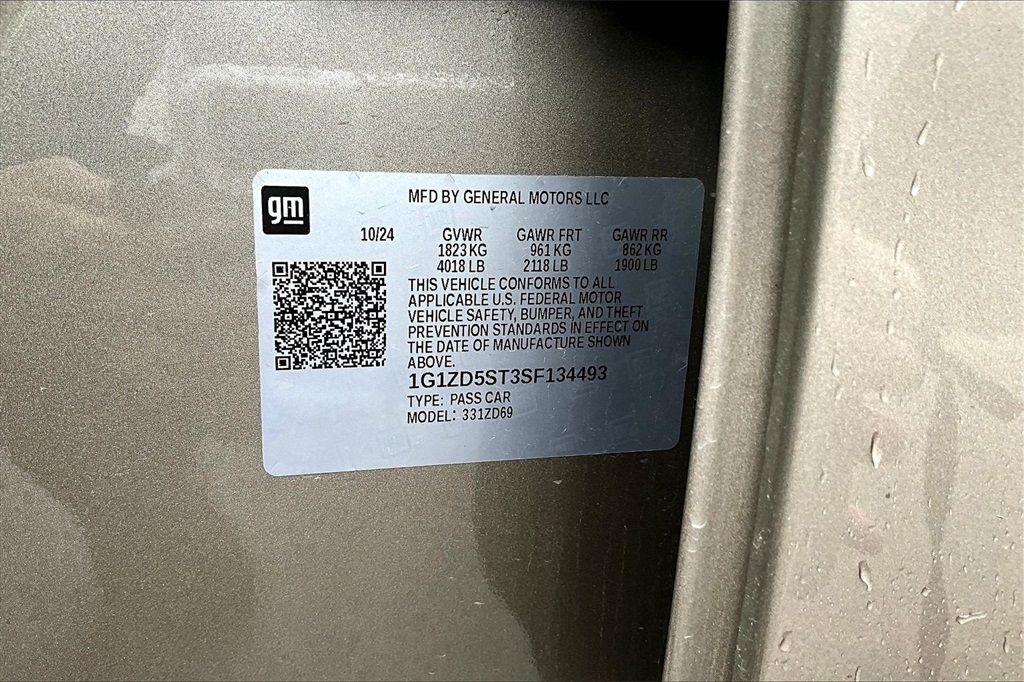 gm
MFD BY GENERAL MOTORS LLC
10/24 GVWR GAWR FRT GAWR RR
1823 KG 961 KG 862 KG
4018 LB 2118 LB 1900 LB
THIS VEHICLE CONFORMS TO ALL
APPLICABLE U.S. FEDERAL MOTOR
VEHICLE SAFETY, BUMPER, AND THEFT
PREVENTION STANDARDS IN EFFECT ON
THE DATE OF MANUFACTURE SHOWN
ABOVE.
1G1ZD5ST3SF134493
TYPE: PASS CAR
MODEL: 331ZD69